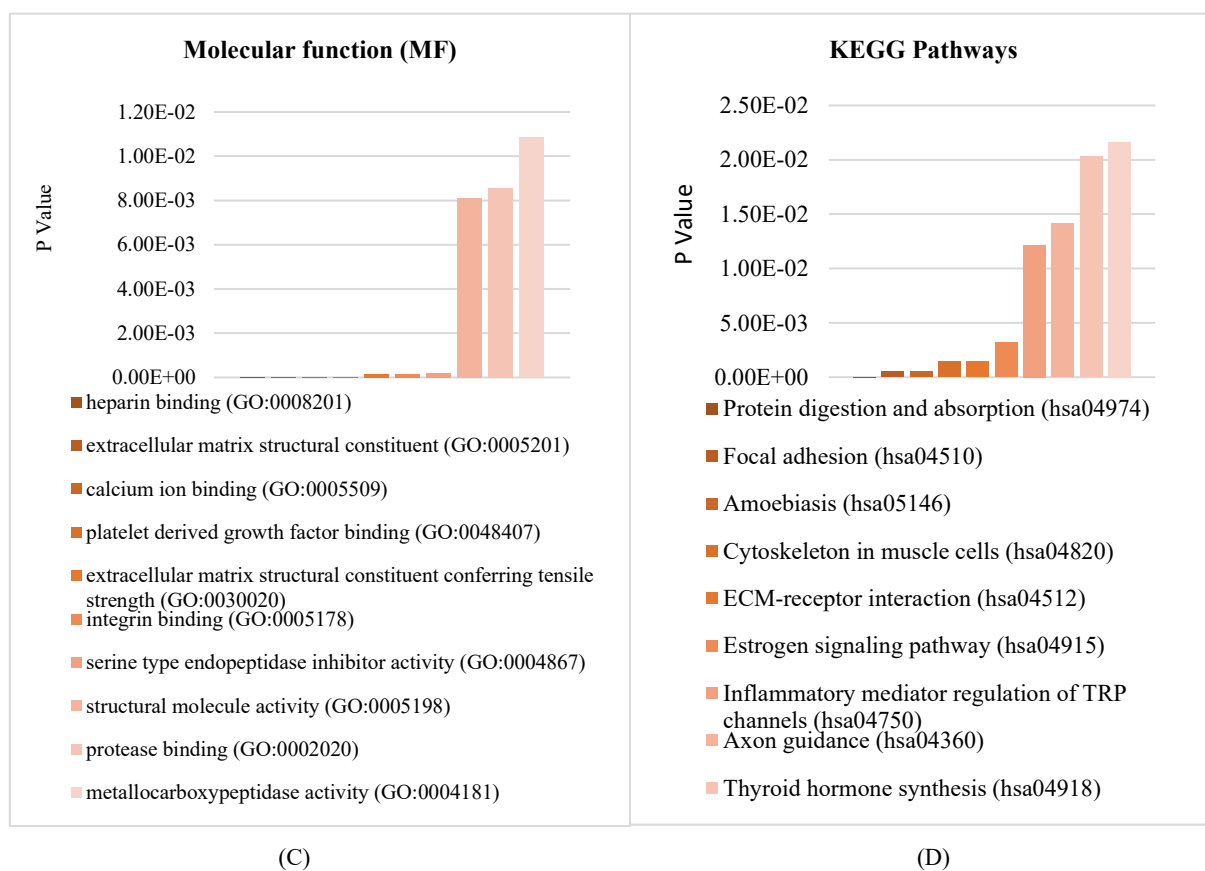 Molecular function (MF)
1.20E-02
1.00E-02
8.00E-03
6.00E-03
4.00E-03
2.00E-03
0.00E+00
P Value
heparin binding (GO:0008201)
extracellular matrix structural constituent (GO:0005201)
calcium ion binding (GO:0005509)
platelet derived growth factor binding (GO:0048407)
extracellular matrix structural constituent conferring tensile
strength (GO:0030020)
integrin binding (GO:0005178)
serine type endopeptidase inhibitor activity (GO:0004867)
structural molecule activity (GO:0005198)
protease binding (GO:0002020)
metallocarboxypeptidase activity (GO:0004181)
(C)
KEGG Pathways
2.50E-02
2.00E-02
1.50E-02
1.00E-02
5.00E-03
0.00E+00
P Value
Protein digestion and absorption (hsa04974)
Focal adhesion (hsa04510)
Amoebiasis (hsa05146)
Cytoskeleton in muscle cells (hsa04820)
ECM-receptor interaction (hsa04512)
Estrogen signaling pathway (hsa04915)
Inflammatory mediator regulation of TRP
channels (hsa04750)
Axon guidance (hsa04360)
Thyroid hormone synthesis (hsa04918)
(D)